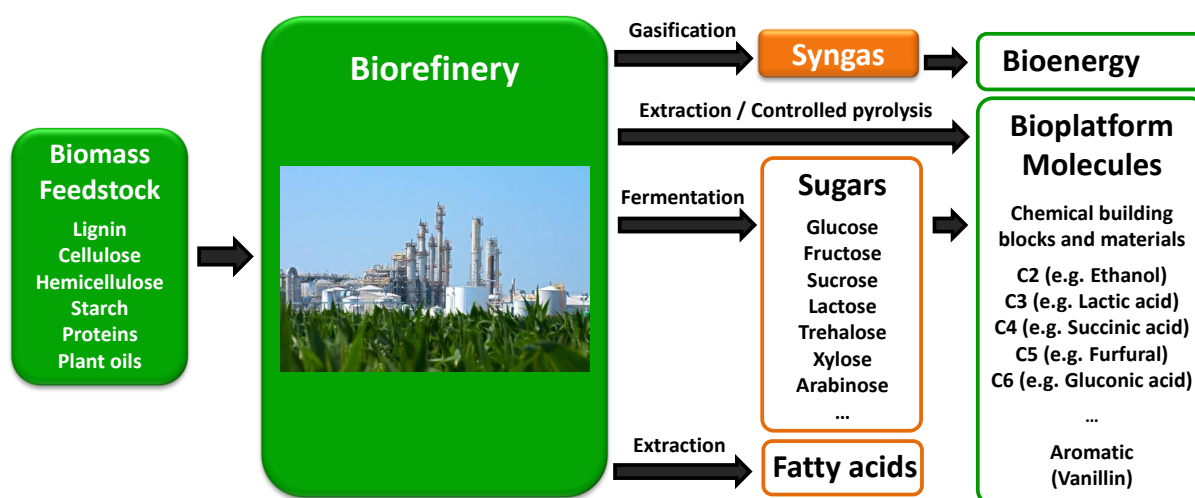 Biomass
Feedstock
Lignin
Cellulose
Hemicellulose
Starch
Proteins
Plant oils
Biorefinery
Gasification
Syngas
Bioenergy
Extraction / Controlled pyrolysis
Fermentation
Sugars
Glucose
Fructose
Sucrose
Lactose
Trehalose
Xylose
Arabinose
...
Extraction
Fatty acids
Bioplatform
Molecules
Chemical building
blocks and materials
C2 (e.g. Ethanol)
C3 (e.g. Lactic acid)
C4 (e.g. Succinic acid)
C5 (e.g. Furfural)
C6 (e.g. Gluconic acid)
...
Aromatic
(Vanillin)